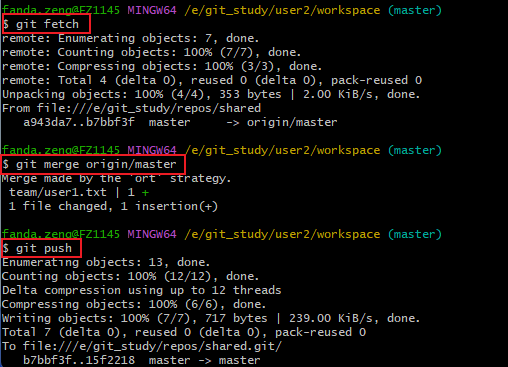 fanda.zeng@FZ1145 MINGW64 /e/git_study/user2/workspace (master)
$ git fetch
remote: Enumerating objects: 7, done.
remote: Counting objects: 100% (7/7), done.
remote: Compressing objects: 100% (3/3), done.
remote: Total 4 (delta 0), reused 0 (delta 0), pack-reused 0
Unpacking objects: 100% (4/4), 353 bytes | 2.00 KiB/s, done.
From file:///e/git_study/repos/shared
   a943da7..b7bbf3f  master     -> origin/master
fanda.zeng@FZ1145 MINGW64 /e/git_study/user2/workspace (master)
$ git merge origin/master
Merge made by the 'ort' strategy.
 team/user1.txt | 1 +
 1 file changed, 1 insertion(+)
fanda.zeng@FZ1145 MINGW64 /e/git_study/user2/workspace (master)
$ git push
Enumerating objects: 13, done.
Counting objects: 100% (12/12), done.
Delta compression using up to 12 threads
Compressing objects: 100% (6/6), done.
Writing objects: 100% (7/7), 717 bytes | 239.00 KiB/s, done.
Total 7 (delta 0), reused 0 (delta 0), pack-reused 0
To file:///e/git_study/repos/shared.git/
   b7bbf3f..15f2218  master -> master